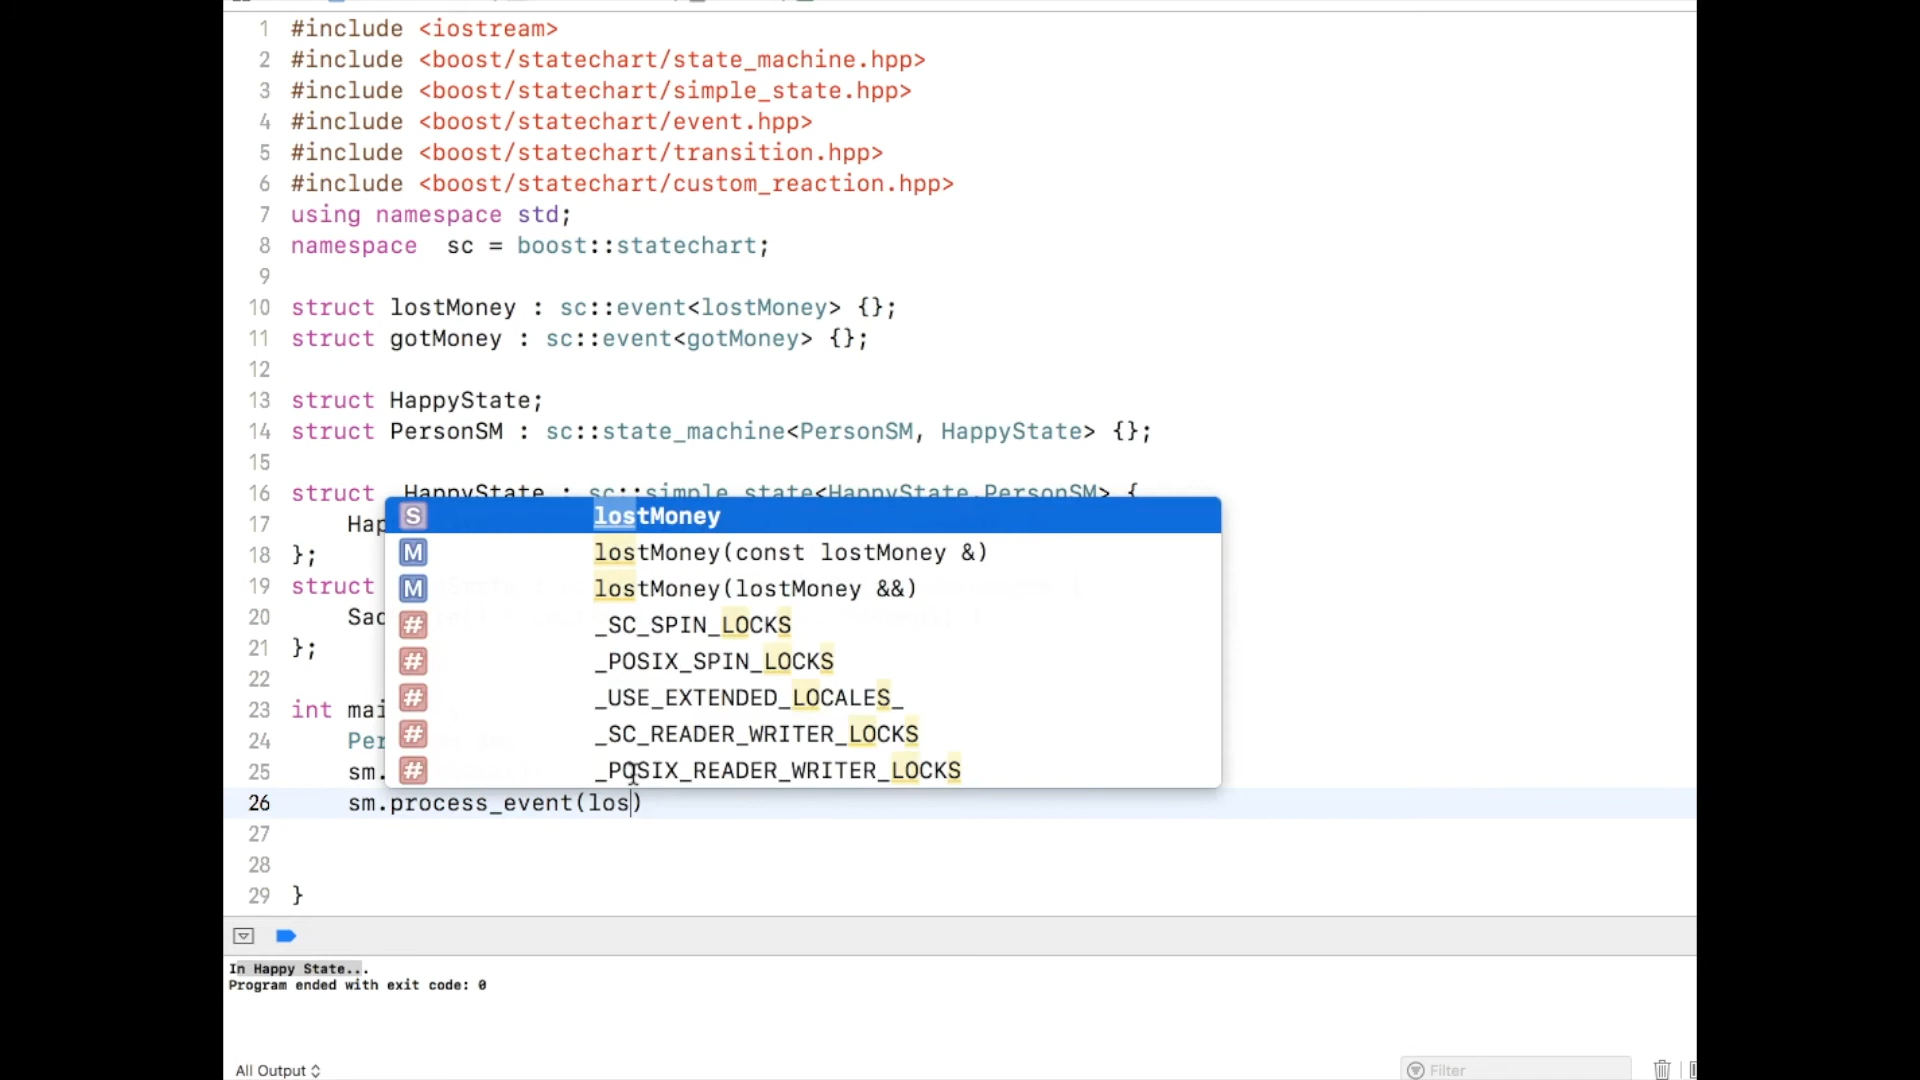 1 #include <iostream>
2 #include <boost/statechart/state_machine.hpp>
3 #include <boost/statechart/simple_state.hpp>
4 #include <boost/statechart/event.hpp>
5 #include <boost/statechart/transition.hpp>
6 #include <boost/statechart/custom_reaction.hpp>
7 using namespace std;
8 namespace  sc = boost::statechart;
9
10 struct lostMoney : sc::event<lostMoney> {};
11 struct gotMoney : sc::event<gotMoney> {};
12
13 struct HappyState;
14 struct PersonSM : sc::state_machine<PersonSM, HappyState> {};
15
16 struct  HappyState : sc::simple_state<HappyState,PersonSM> {
S lostMoney
17 Hap
M lostMoney(const lostMoney &)
18 };
M lostMoney(lostMoney &&)
19 struct
# _SC_SPIN_LOCKS
20 Sad
21 };
# _POSIX_SPIN_LOCKS
22
# _USE_EXTENDED_LOCALES_
23 int mai
# _SC_READER_WRITER_LOCKS
24 Per
25 sm.
# _POSIX_READER_WRITER_LOCKS
26 sm.process_event(los)
27
28
29 }
In Happy State...
Program ended with exit code: 0
All Output
Filter